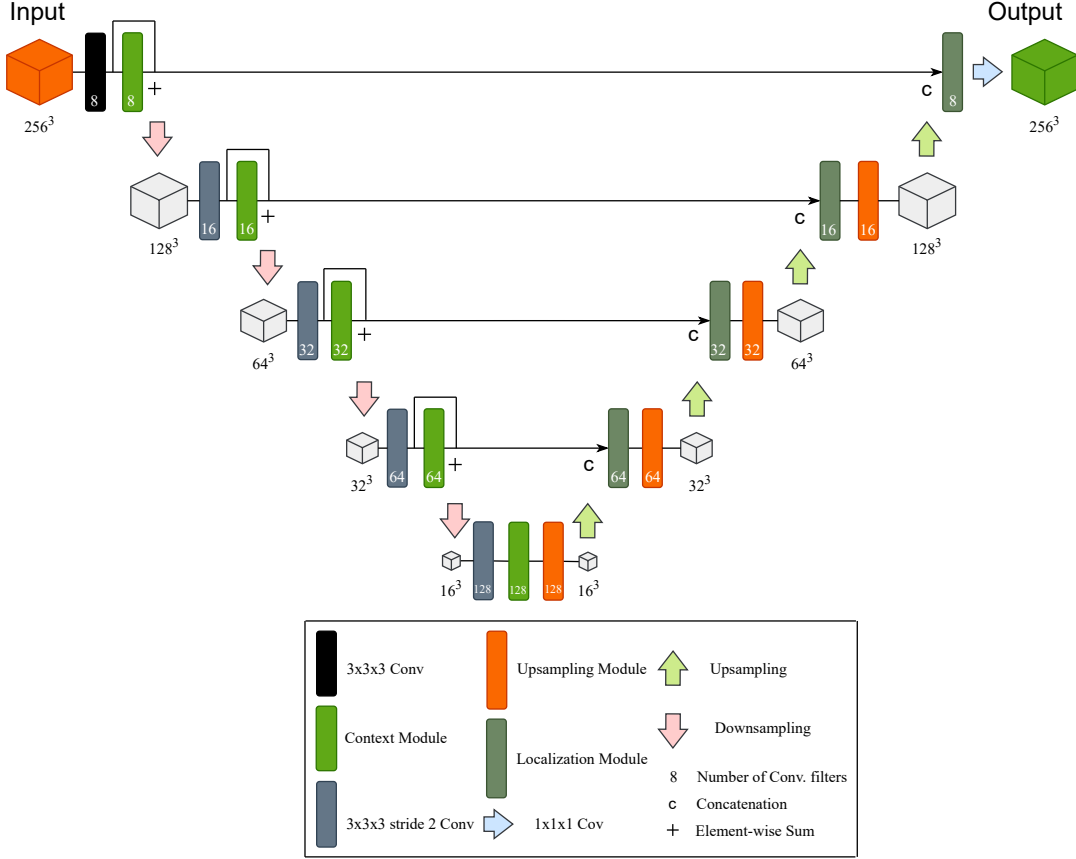 Input
Output
8
8
+
C
8
256³
256³
16
16
+
C
16
16
128³
128³
32
32
+
C
32
32
64³
64³
64
64
+
C
64
64
32³
32³
128
128
128
16³
16³
3x3x3 Conv
Upsampling Module
Upsampling
Context Module
Downsampling
Localization Module
8 Number of Conv. filters
C Concatenation
3x3x3 stride 2 Conv
1x1x1 Cov
+ Element-wise Sum